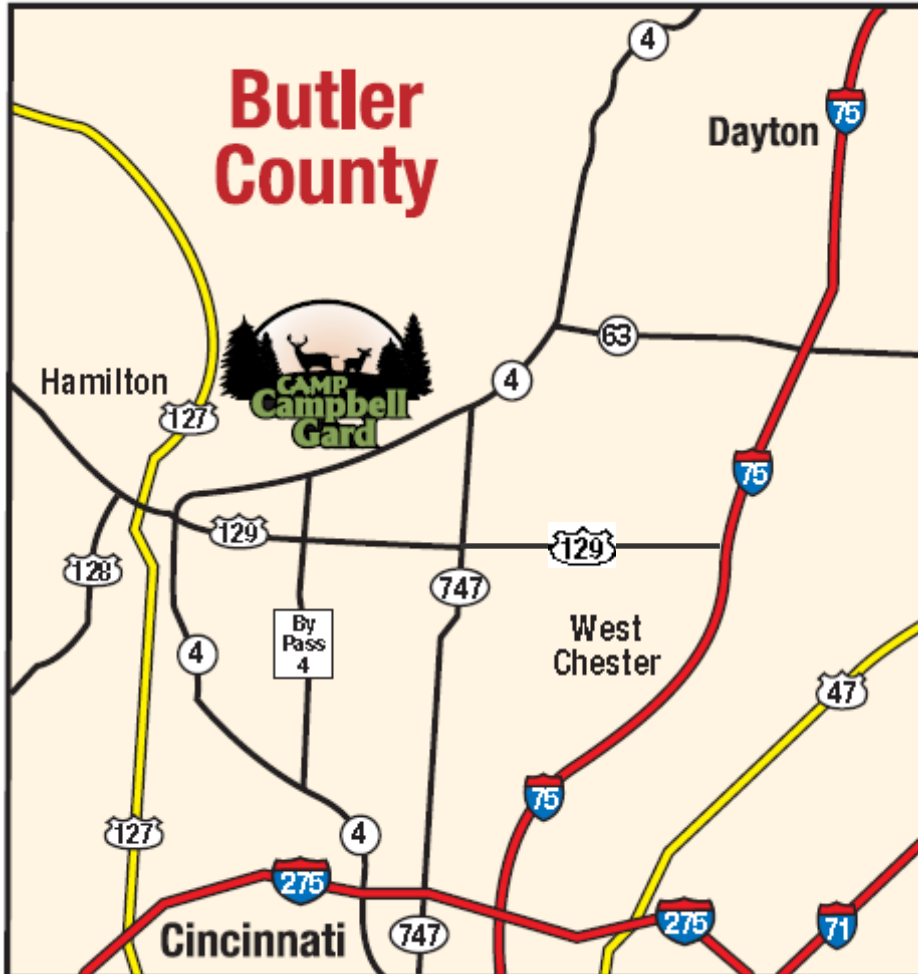 4
Butler
County
75
Dayton
63
4
Hamilton
CAMP
Campbell
Gard
127
75
129
129
128
747
By
Pass
4
West
Chester
4
47
75
127
4
275
275
71
Cincinnati
747